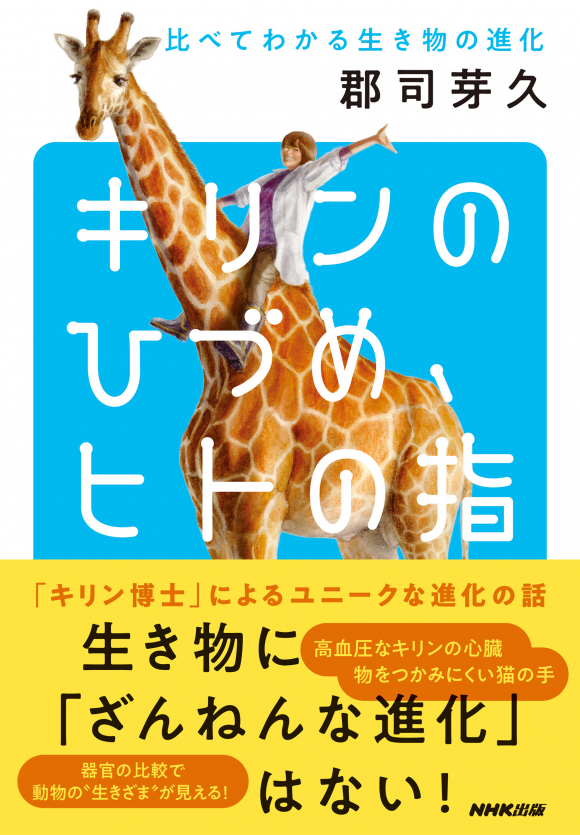 比べてわかる生き物の進化
郡司芽久
キリンの
ひづめ、
ヒトの指
「キリン博士」によるユニークな進化の話
生き物に
高血圧なキリンの心臓
物をつかみにくい猫の手
「ざんねんな進化」
器官の比較で
動物の〝生きざま〟が見える!
はない!
NHK出版